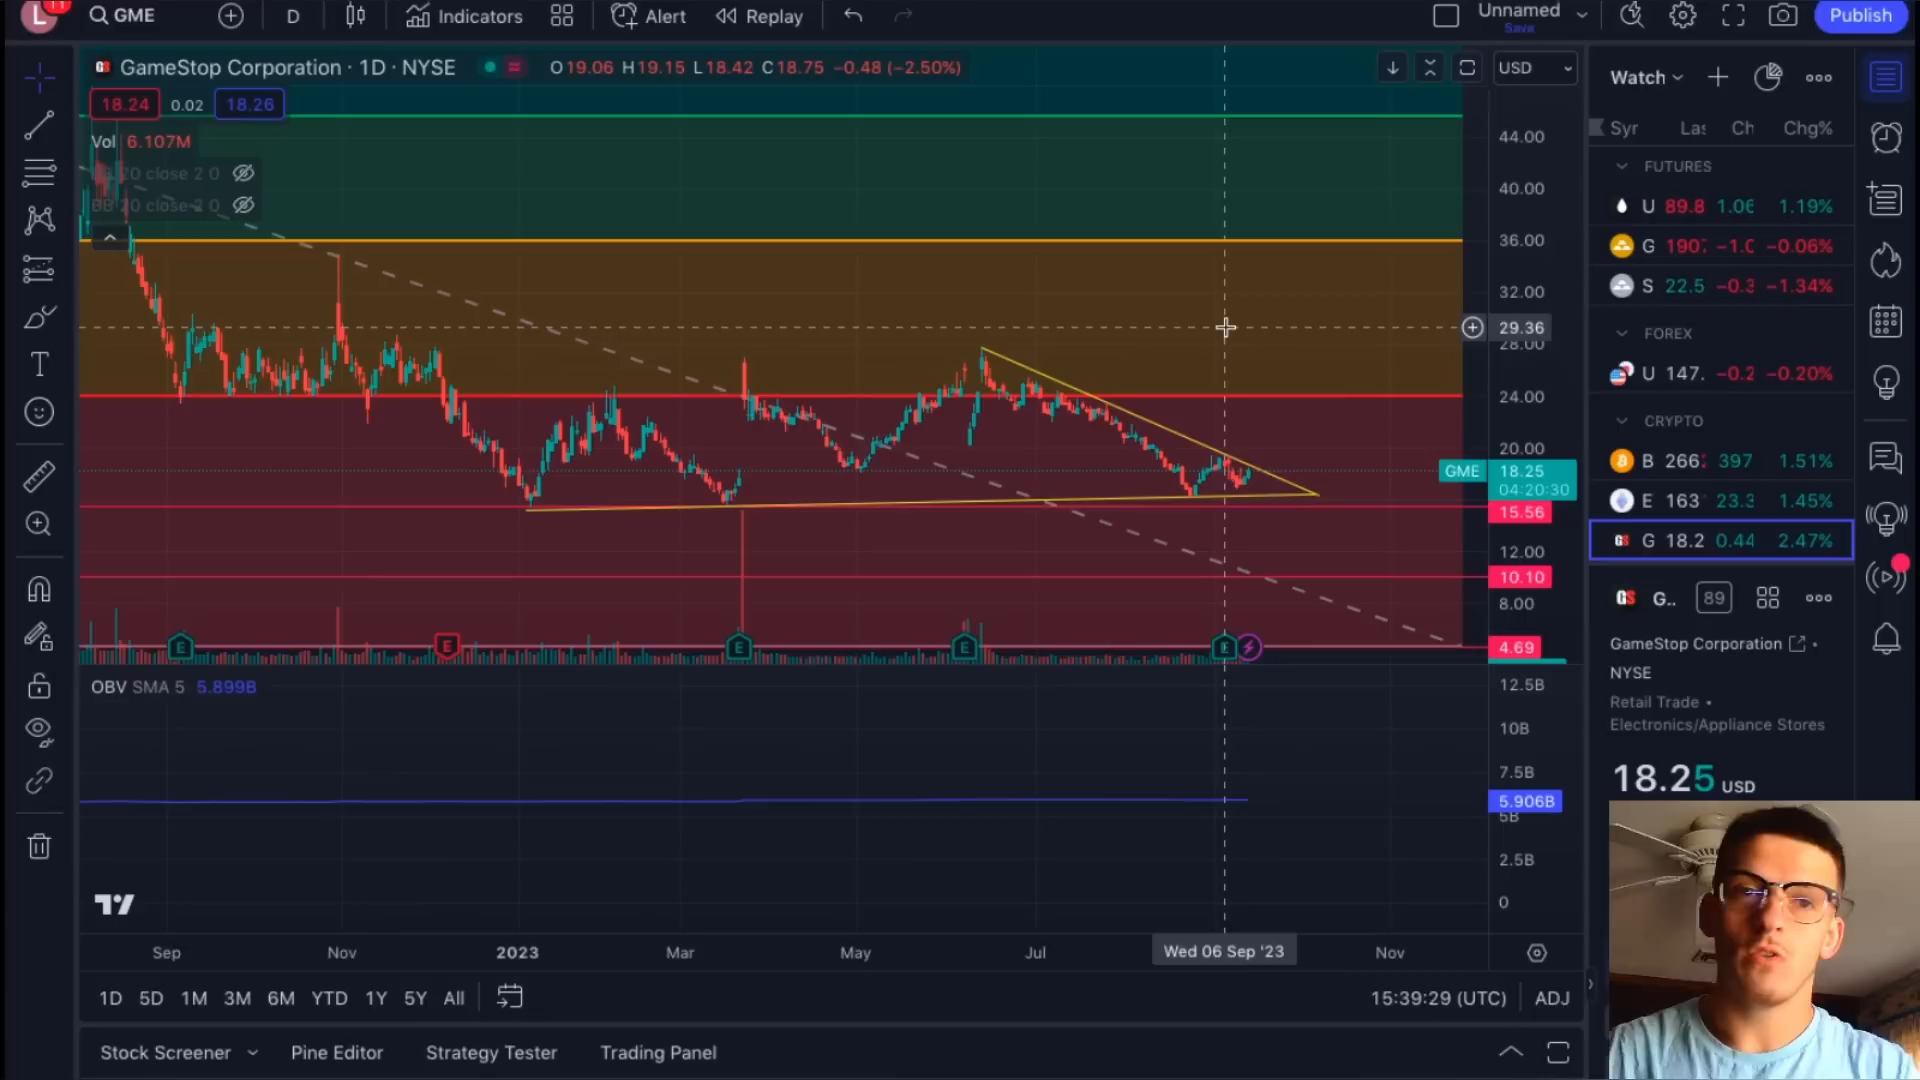 L 11 GME D Indicators Alert Replay Unnamed Save Publish
GameStop Corporation · 1D · NYSE O19.06 H19.15 L18.42 C18.75 −0.48 (−2.50%)
USD
18.24 0.02 18.26
Vol 6.107M
20 close 2 0
BB 20 close 2 0
44.00
40.00
36.00
32.00
29.36
28.00
24.00
20.00
GME 18.25
04:20:30
15.56
12.00
10.10
8.00
4.69
E E E E E
OBV SMA 5 5.899B
12.5B
10B
7.5B
5.906B
5B
2.5B
0
Sep Nov 2023 Mar May Jul Wed 06 Sep '23 Nov
1D 5D 1M 3M 6M YTD 1Y 5Y All 15:39:29 (UTC) ADJ
Stock Screener Pine Editor Strategy Tester Trading Panel
Watch
Syr Las Ch Chg%
FUTURES
U 89.8 1.06 1.19%
G 190 −1.0 −0.06%
S 22.5 −0.3 −1.34%
FOREX
U 147. −0.2 −0.20%
CRYPTO
B 266 397 1.51%
E 163 23.3 1.45%
G 18.2 0.44 2.47%
GS G.. 89
GameStop Corporation
NYSE
Retail Trade •
Electronics/Appliance Stores
18.25 USD